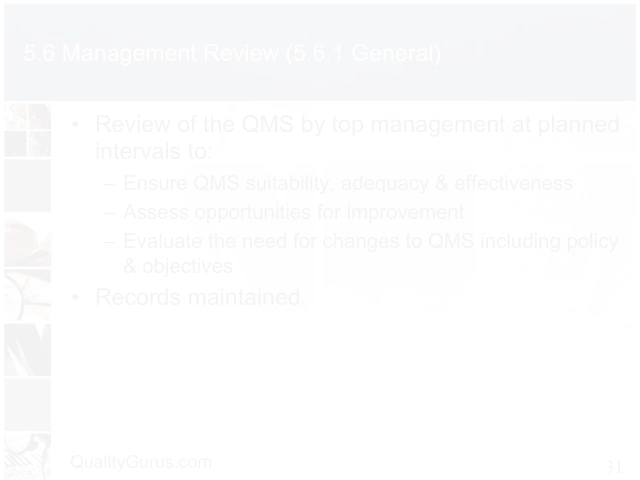 5.6 Management Review (5.6.1 General)
• Review of the QMS by top management at planned
intervals to:
– Ensure QMS suitability, adequacy & effectiveness
– Assess opportunities for improvement
– Evaluate the need for changes to QMS including policy
& objectives
• Records maintained.
QualityGurus.com
31